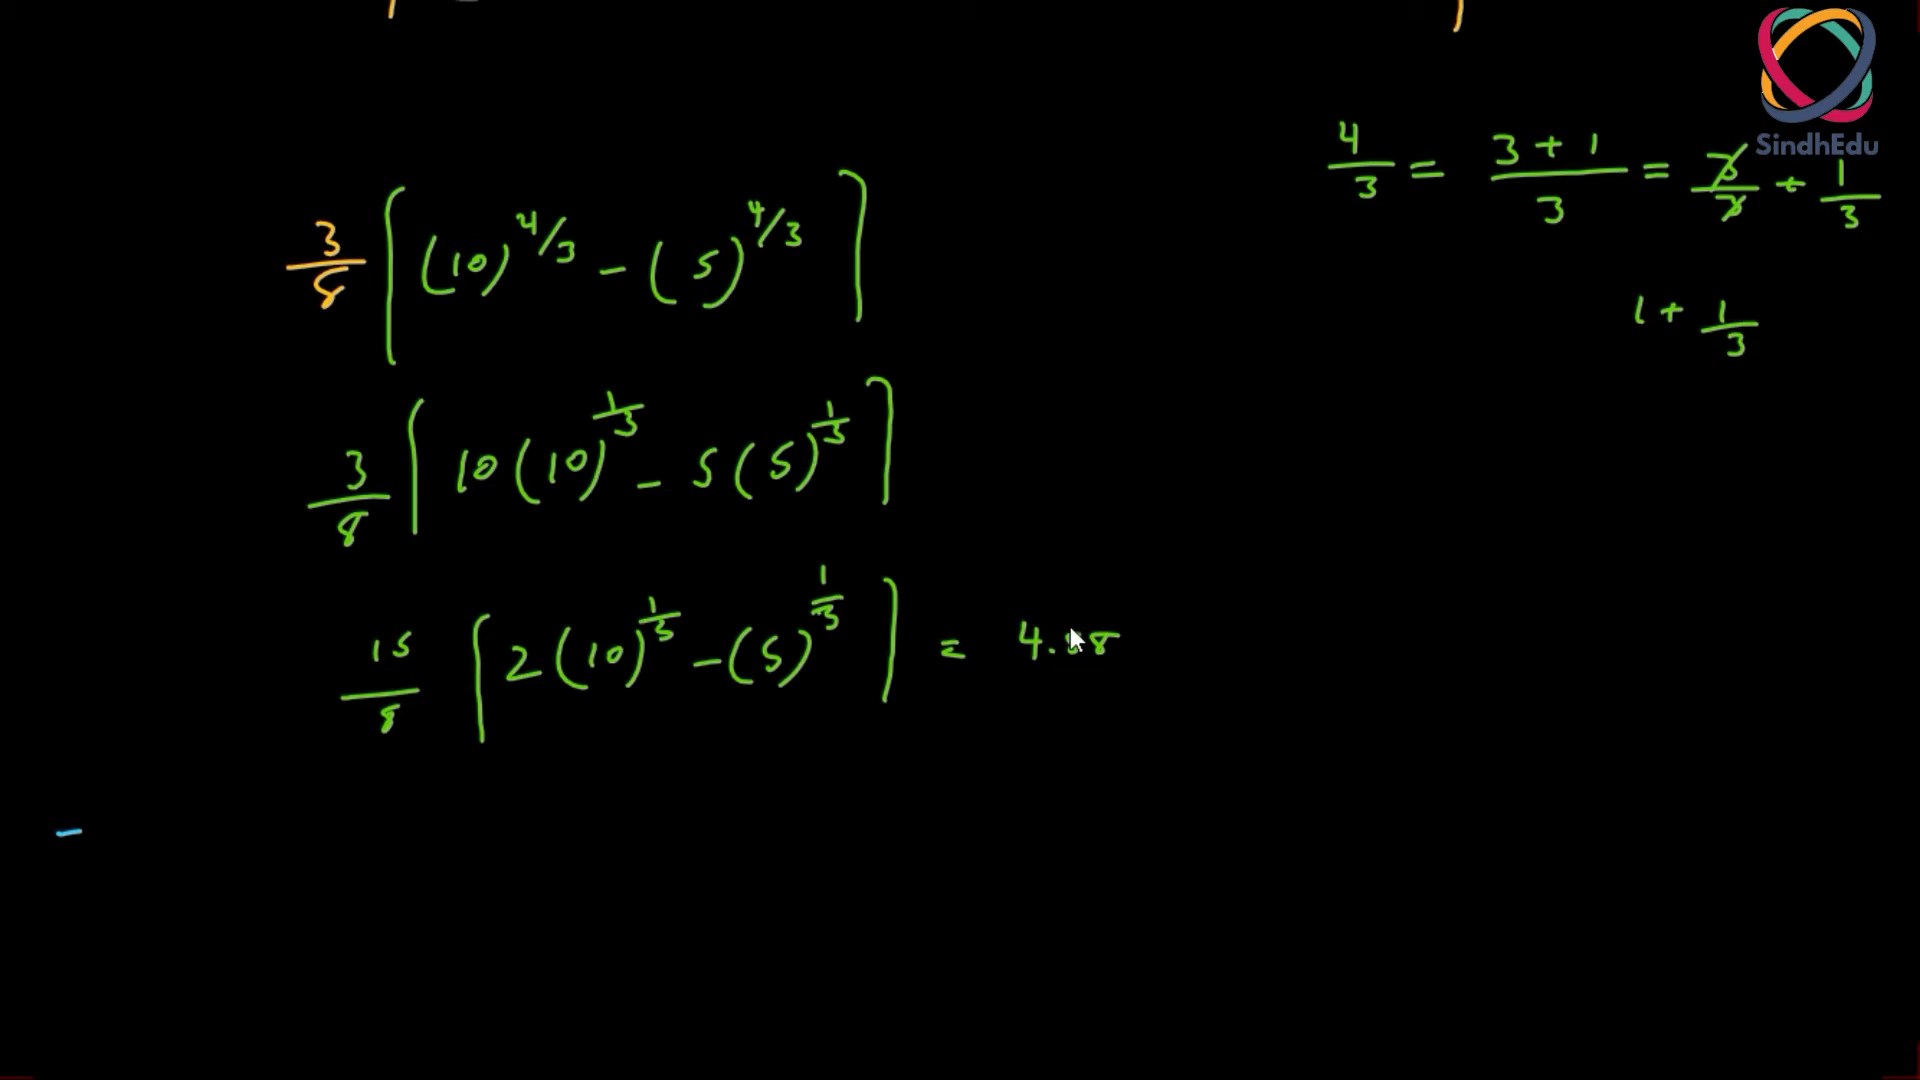 SindhEdu
4/3 = (3 + 1)/3 = 3/3 + 1/3
1 + 1/3
3/8 [(10)^4/3 - (5)^4/3]
3/8 [10(10)^1/3 - 5(5)^1/3]
15/8 [2(10)^1/3 - (5)^1/3] =